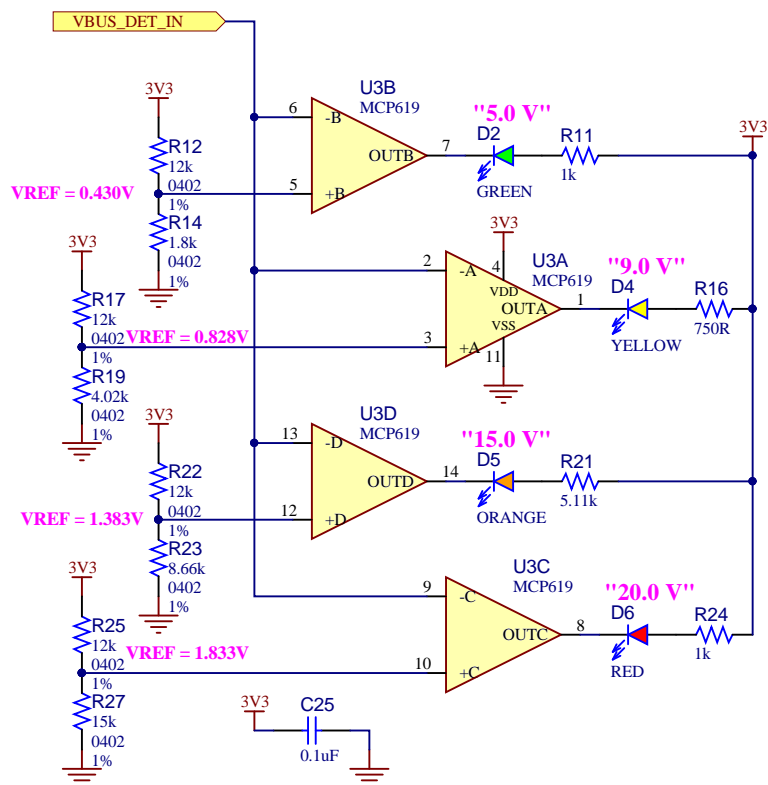 VBUS_DET_IN
3V3
R12
12k
0402
1%
VREF = 0.430V
R14
1.8k
0402
1%
U3B
MCP619
6
-B
5
+B
OUTB
7
"5.0 V"
D2
GREEN
R11
1k
3V3
3V3
R17
12k
0402
1%
VREF = 0.828V
R19
4.02k
0402
1%
3V3
U3A
MCP619
2
-A
3
+A
4
VDD
OUTA
VSS
11
1
"9.0 V"
D4
YELLOW
R16
750R
3V3
R22
12k
0402
1%
VREF = 1.383V
R23
8.66k
0402
1%
U3D
MCP619
13
-D
12
+D
OUTD
14
"15.0 V"
D5
ORANGE
R21
5.11k
3V3
R25
12k
0402
1%
VREF = 1.833V
R27
15k
0402
1%
U3C
MCP619
9
-C
10
+C
OUTC
8
"20.0 V"
D6
RED
R24
1k
3V3
C25
0.1uF